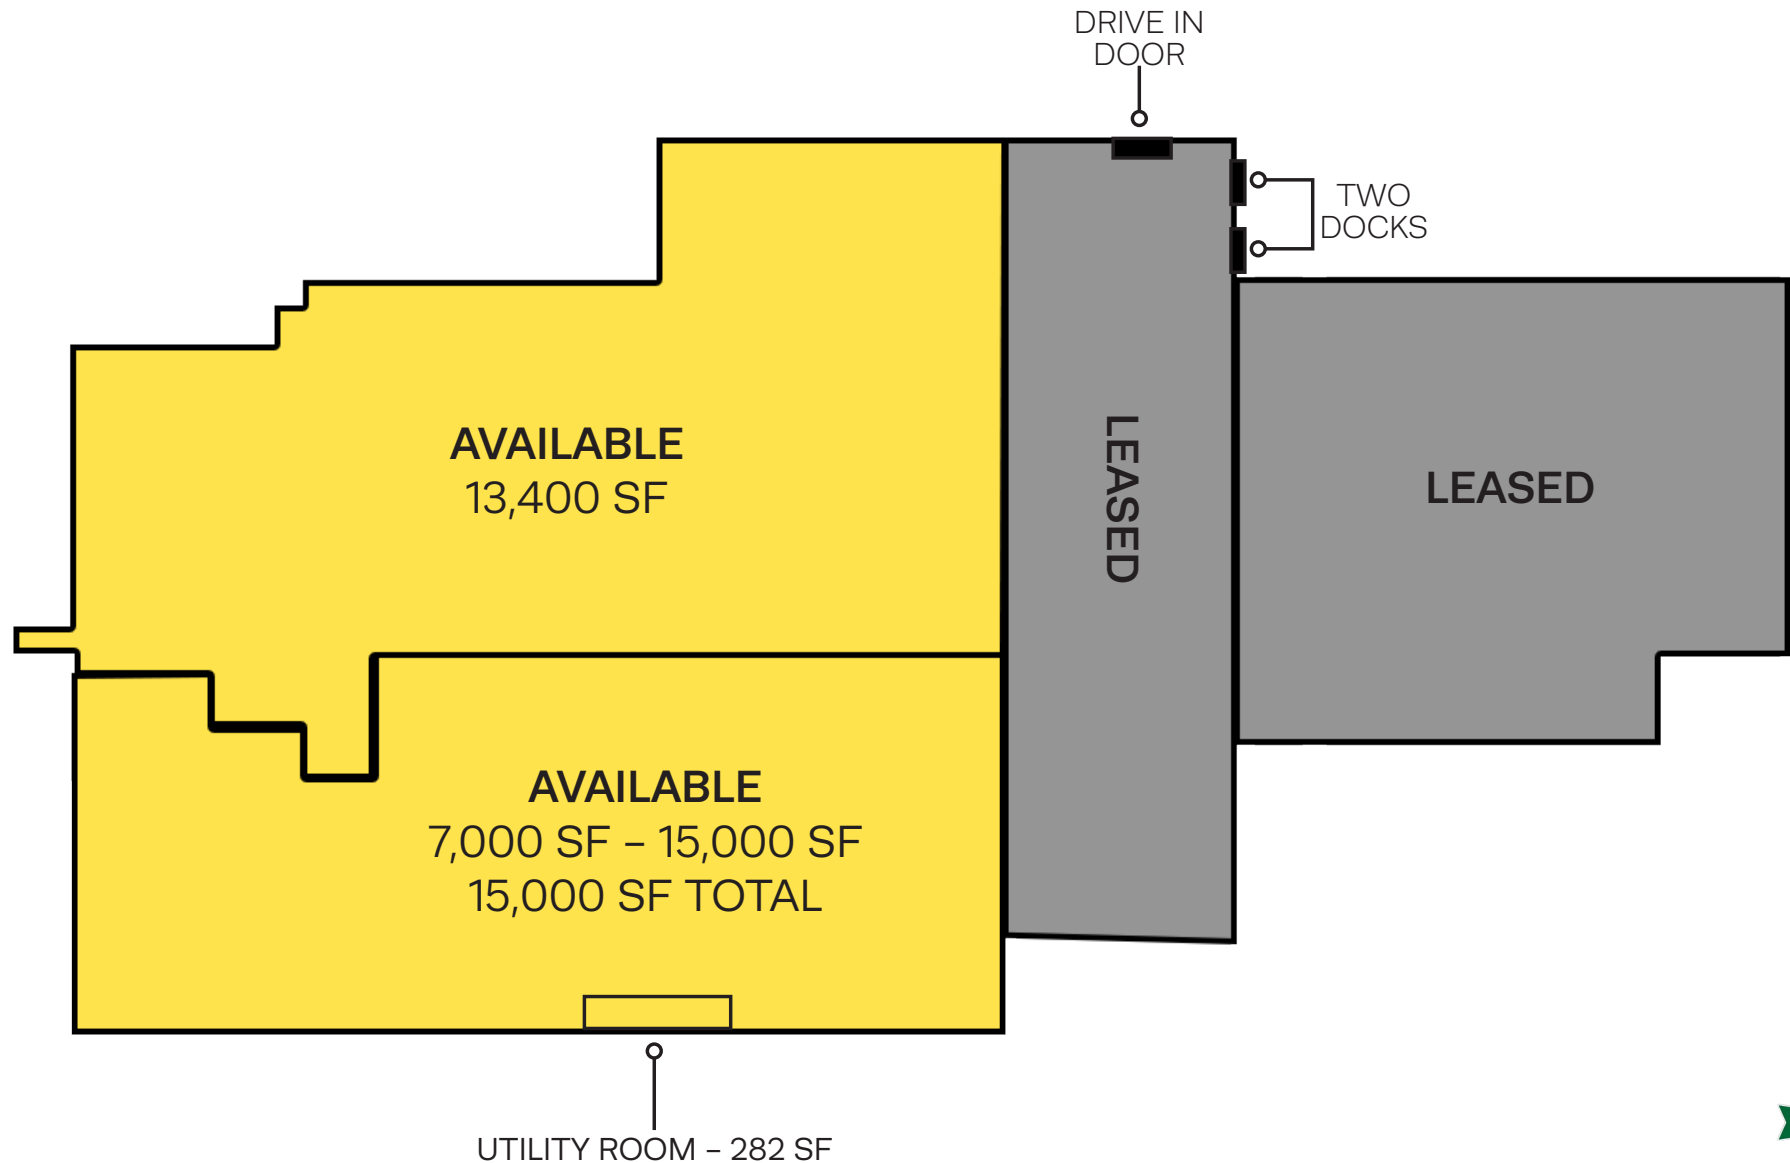 DRIVE IN
DOOR
TWO
DOCKS
AVAILABLE
13,400 SF
LEASED
LEASED
AVAILABLE
7,000 SF – 15,000 SF
15,000 SF TOTAL
UTILITY ROOM – 282 SF